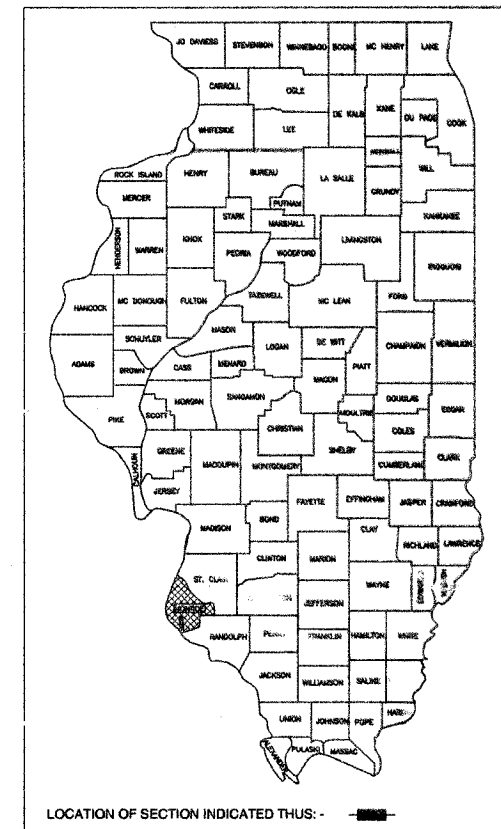 JO DAVIESS STEVENSON WINNEBAGO BOONE MC HENRY LAKE
CARROLL OGLE
DE KALB KANE DU PAGE COOK
WHITESIDE LEE
ROCK ISLAND HENRY BUREAU LA SALLE WILL
MERCER PUTNAM GRUNDY
STARK MARSHALL KANKAKEE
HENDERSON WARREN KNOX PEORIA WOODFORD LIVINGSTON IROQUOIS
HANCOCK MC DONOUGH FULTON TAZEWELL MC LEAN FORD
MASON
SCHUYLER LOGAN DE WITT CHAMPAIGN VERMILION
ADAMS BROWN CASS MENARD MACON PIATT
PIKE SCOTT MORGAN SANGAMON MOULTRIE DOUGLAS EDGAR
CHRISTIAN COLES
CALHOUN GREENE MACOUPIN MONTGOMERY SHELBY CUMBERLAND CLARK
JERSEY
FAYETTE EFFINGHAM JASPER CRAWFORD
MADISON BOND CLAY
CLINTON MARION RICHLAND LAWRENCE
ST. CLAIR WAYNE
JEFFERSON
RANDOLPH PERRY FRANKLIN HAMILTON WHITE
JACKSON WILLIAMSON SALINE
UNION JOHNSON POPE
ALEXANDER PULASKI MASSAC
LOCATION OF SECTION INDICATED THUS: -